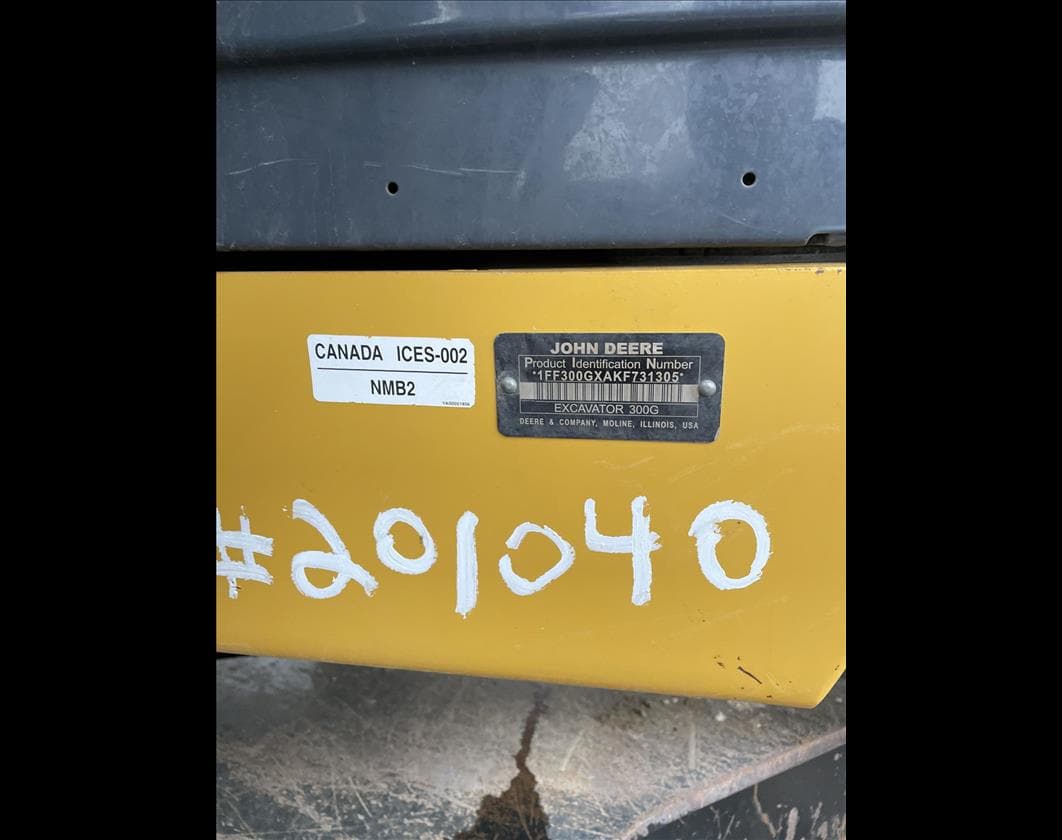 CANADA ICES-002
NMB2
JOHN DEERE
Product Identification Number
*1FF300GXAKF731305*
EXCAVATOR 300G
DEERE & COMPANY, MOLINE, ILLINOIS, USA
#201040